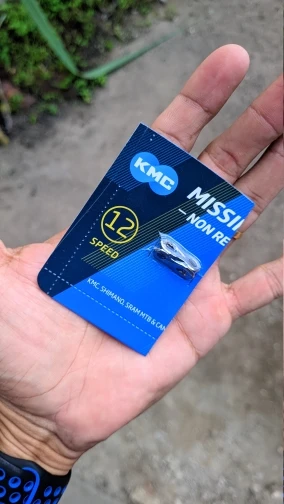 KMC
MISSI
–NON RE
12
SPEED
KMC, SHIMANO, SRAM MTB & CAM